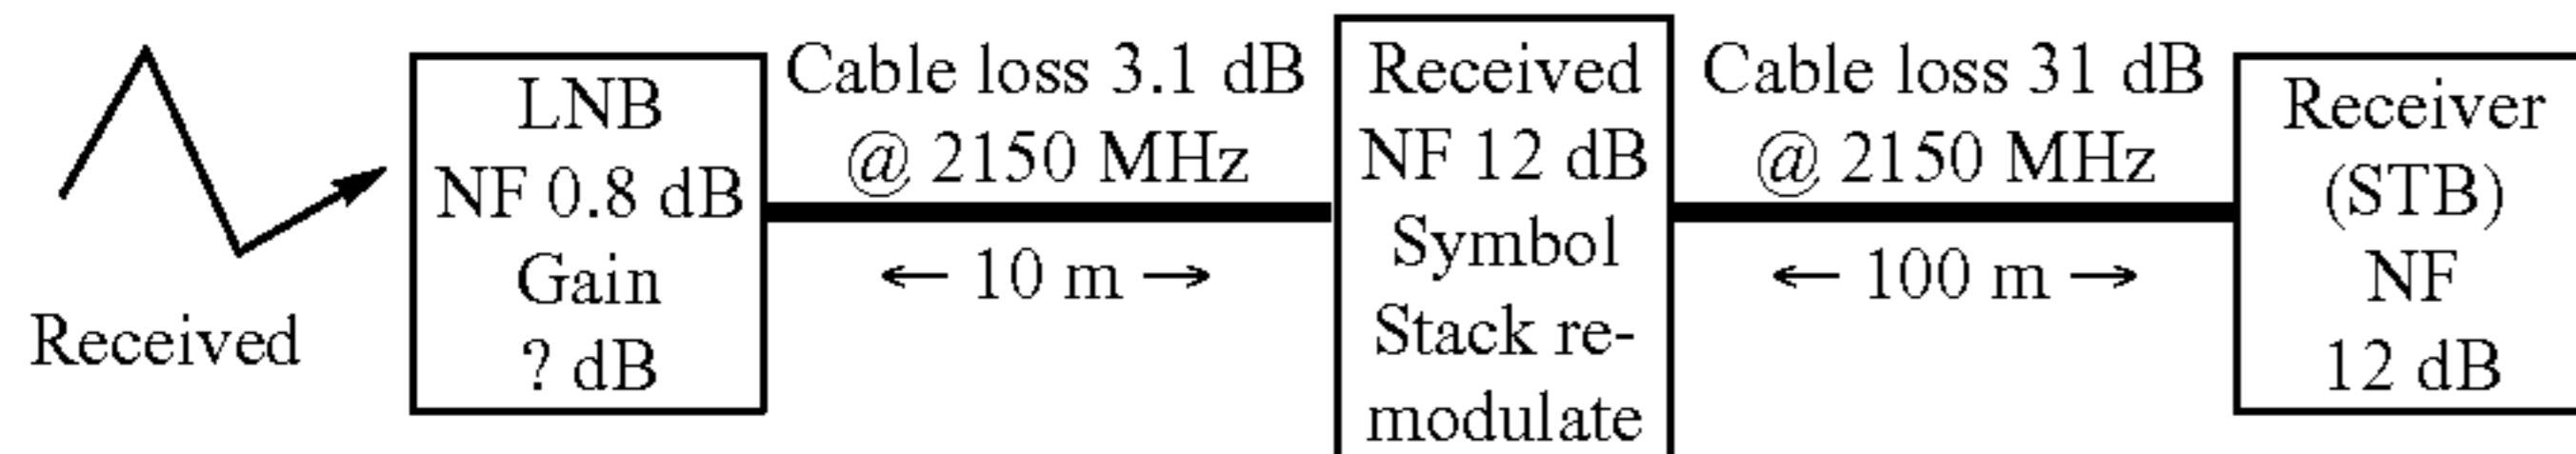 Received
LNB
NF 0.8 dB
Gain
? dB
Cable loss 3.1 dB
@ 2150 MHz
← 10 m →
Received
NF 12 dB
Symbol
Stack re-
modulate
Cable loss 31 dB
@ 2150 MHz
← 100 m →
Receiver
(STB)
NF
12 dB